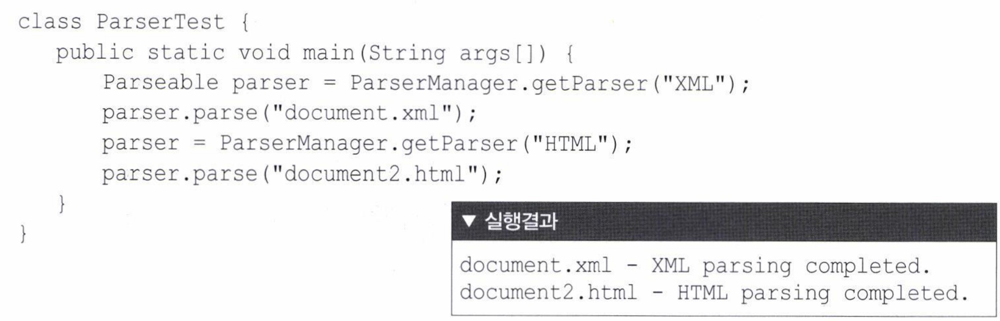 class ParserTest {
public static void main(String args[]) {
Parseable parser = ParserManager.getParser("XML");
parser.parse("document.xml");
parser = ParserManager.getParser("HTML");
parser.parse("document2.html");
}
}
▼ 실행결과
document.xml - XML parsing completed.
document2.html - HTML parsing completed.